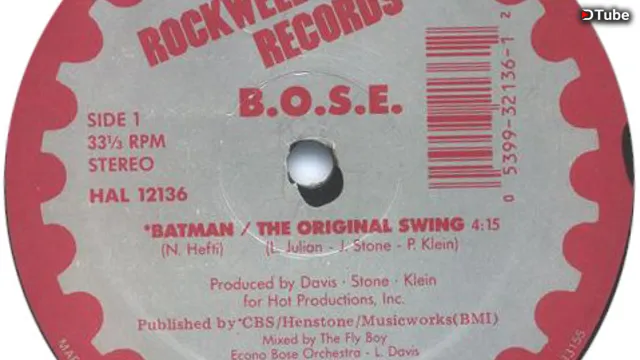 DTube
ROCKWELL
RECORDS
B.O.S.E.
SIDE 1
33⅓ RPM
STEREO
HAL 12136
0 5399-32136-1 2
*BATMAN / THE ORIGINAL SWING 4:15
(N. Hefti) (L. Julian - J. Stone - P. Klein)
Produced by Davis · Stone · Klein
for Hot Productions, Inc.
Published by *CBS/Henstone/Musicworks(BMI)
Mixed by The Fly Boy
Econo Bose Orchestra - L. Davis